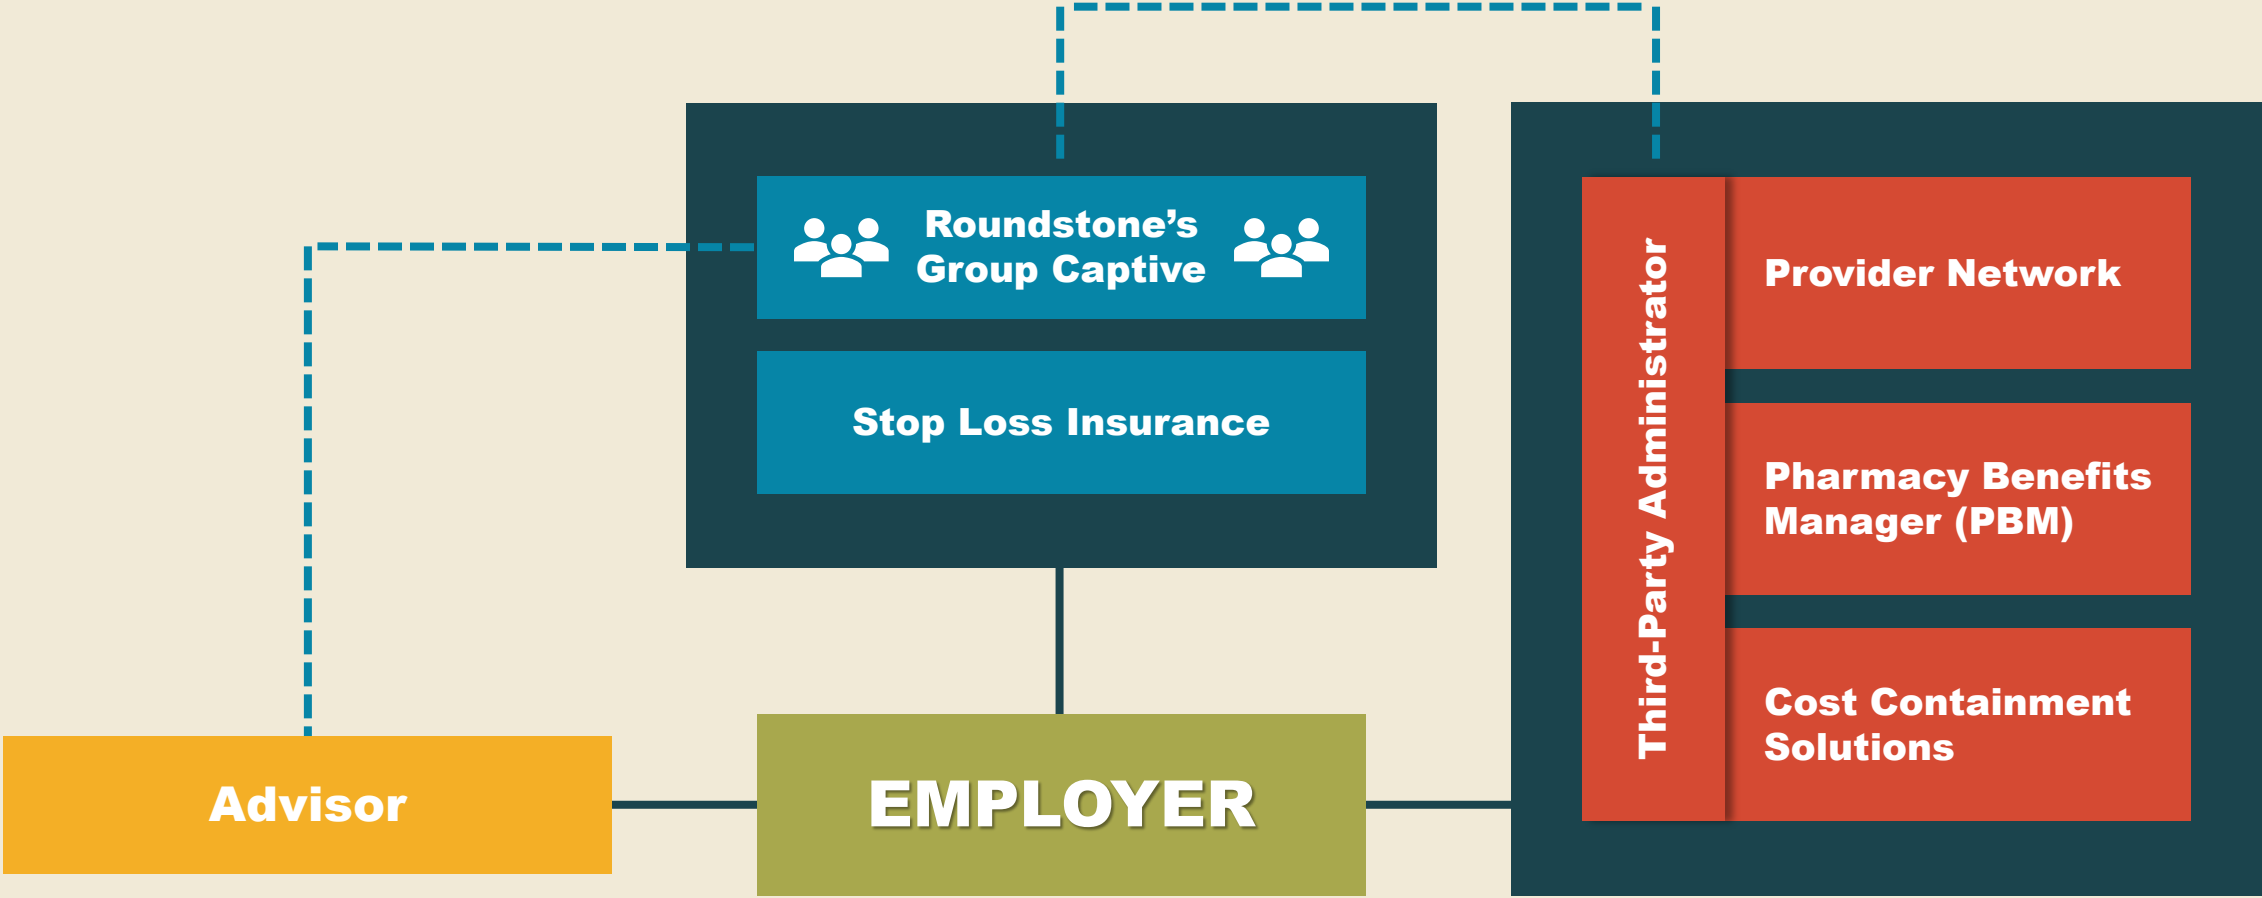 Roundstone’s
Group Captive
Stop Loss Insurance
Third-Party Administrator
Provider Network
Pharmacy Benefits
Manager (PBM)
Cost Containment
Solutions
Advisor
EMPLOYER